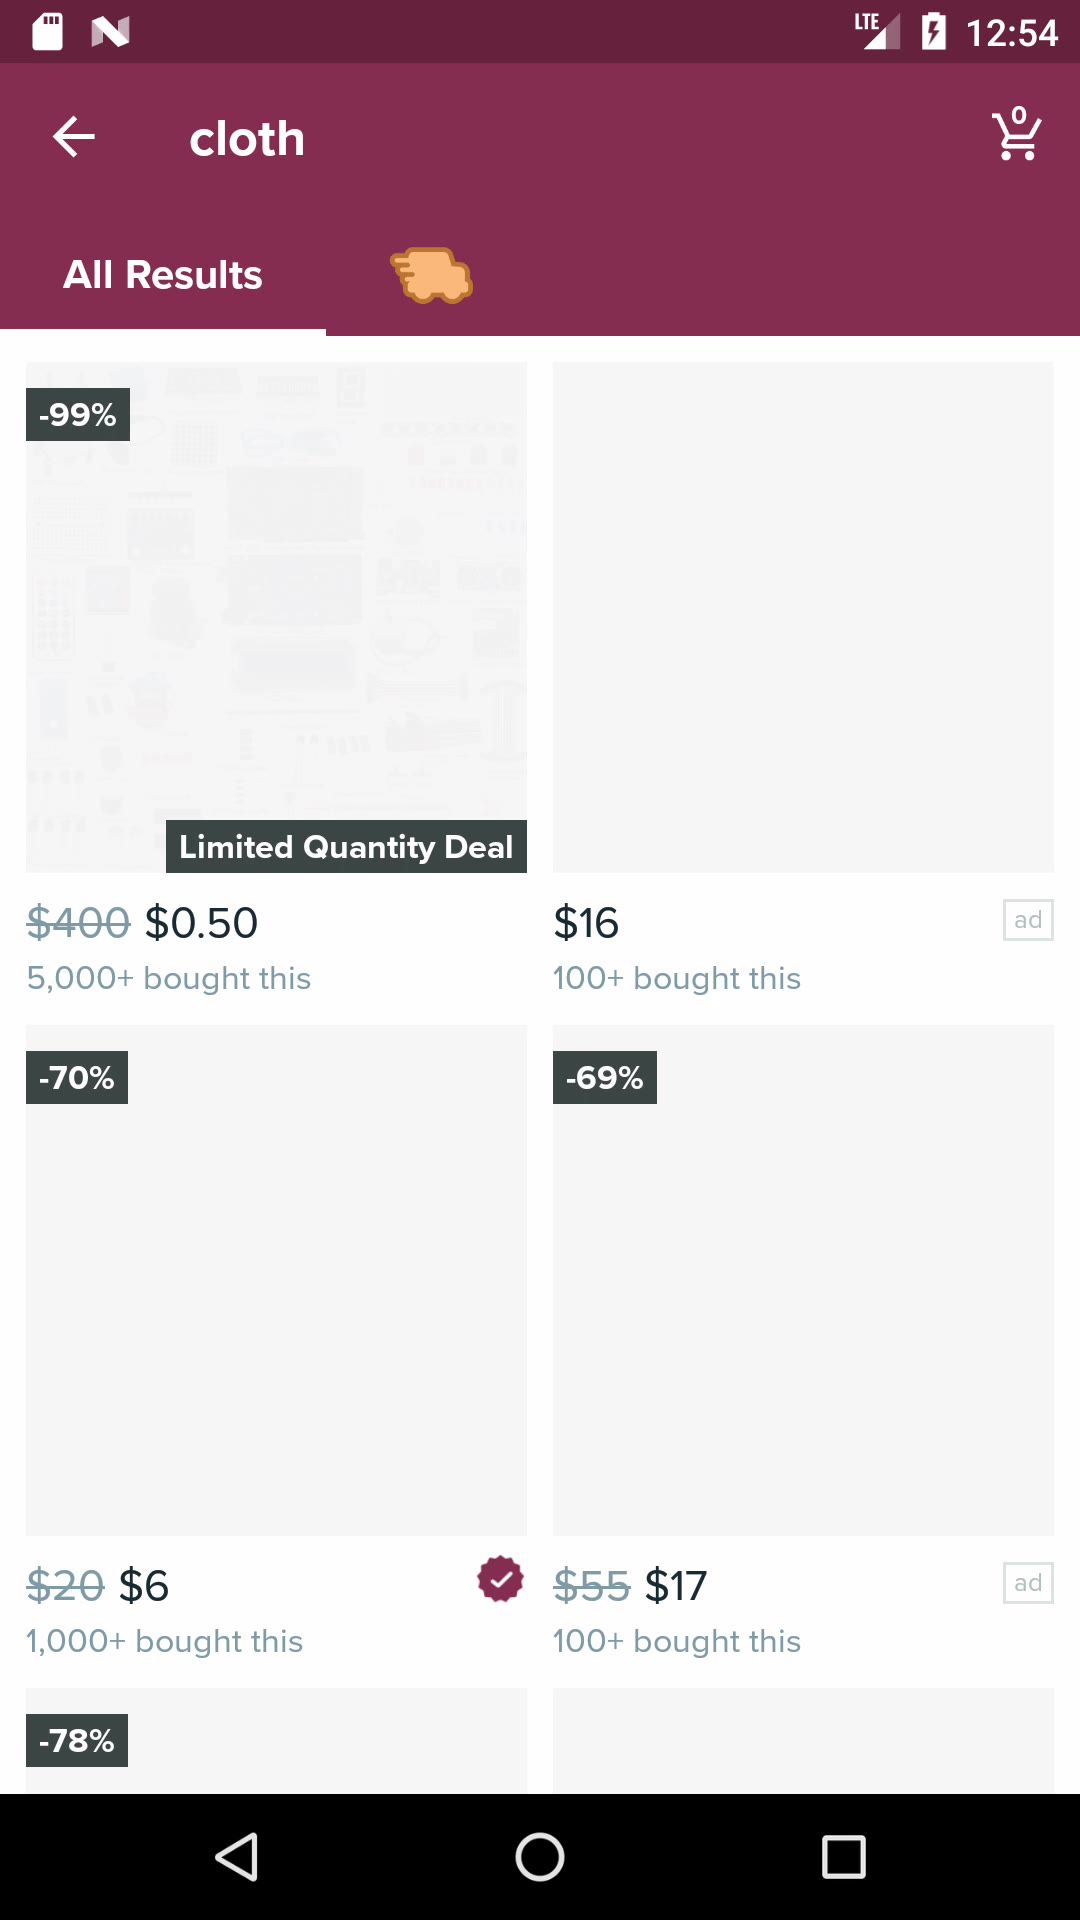 LTE 12:54
cloth
0
All Results
-99%
Limited Quantity Deal
$400 $0.50
5,000+ bought this
$16
ad
100+ bought this
-70%
-69%
$20 $6
1,000+ bought this
$55 $17
ad
100+ bought this
-78%